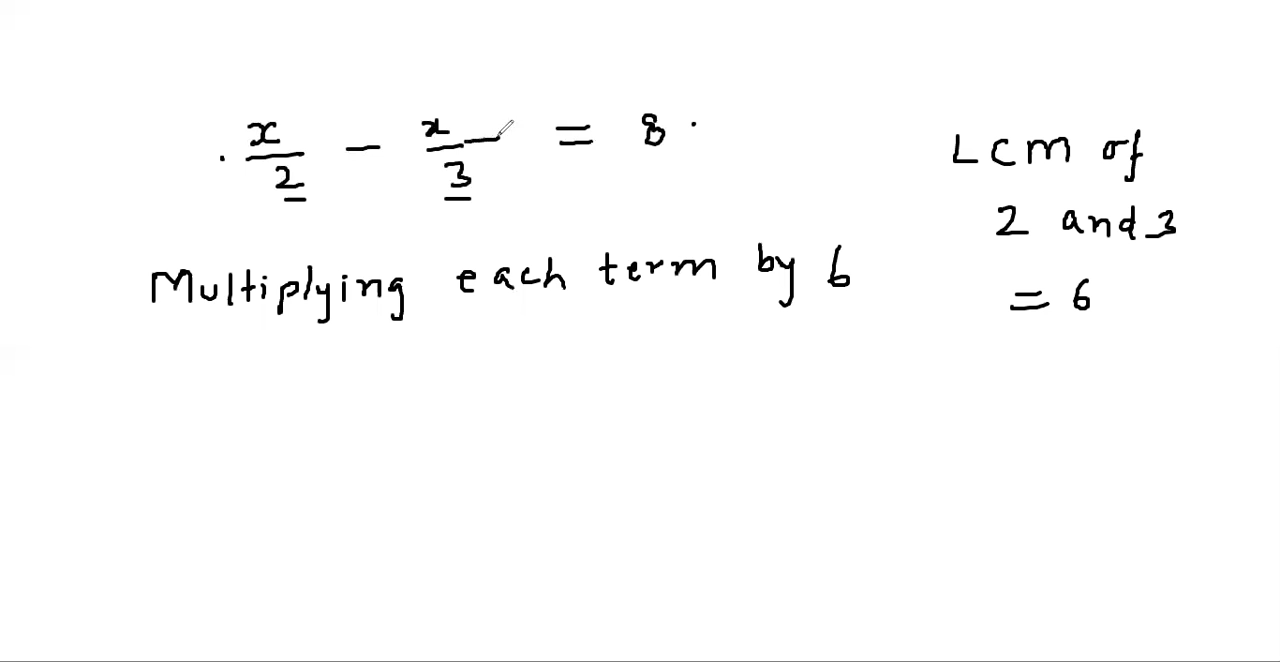 x/2 - x/3 = 8
Multiplying each term by 6
LCM of
2 and 3
= 6